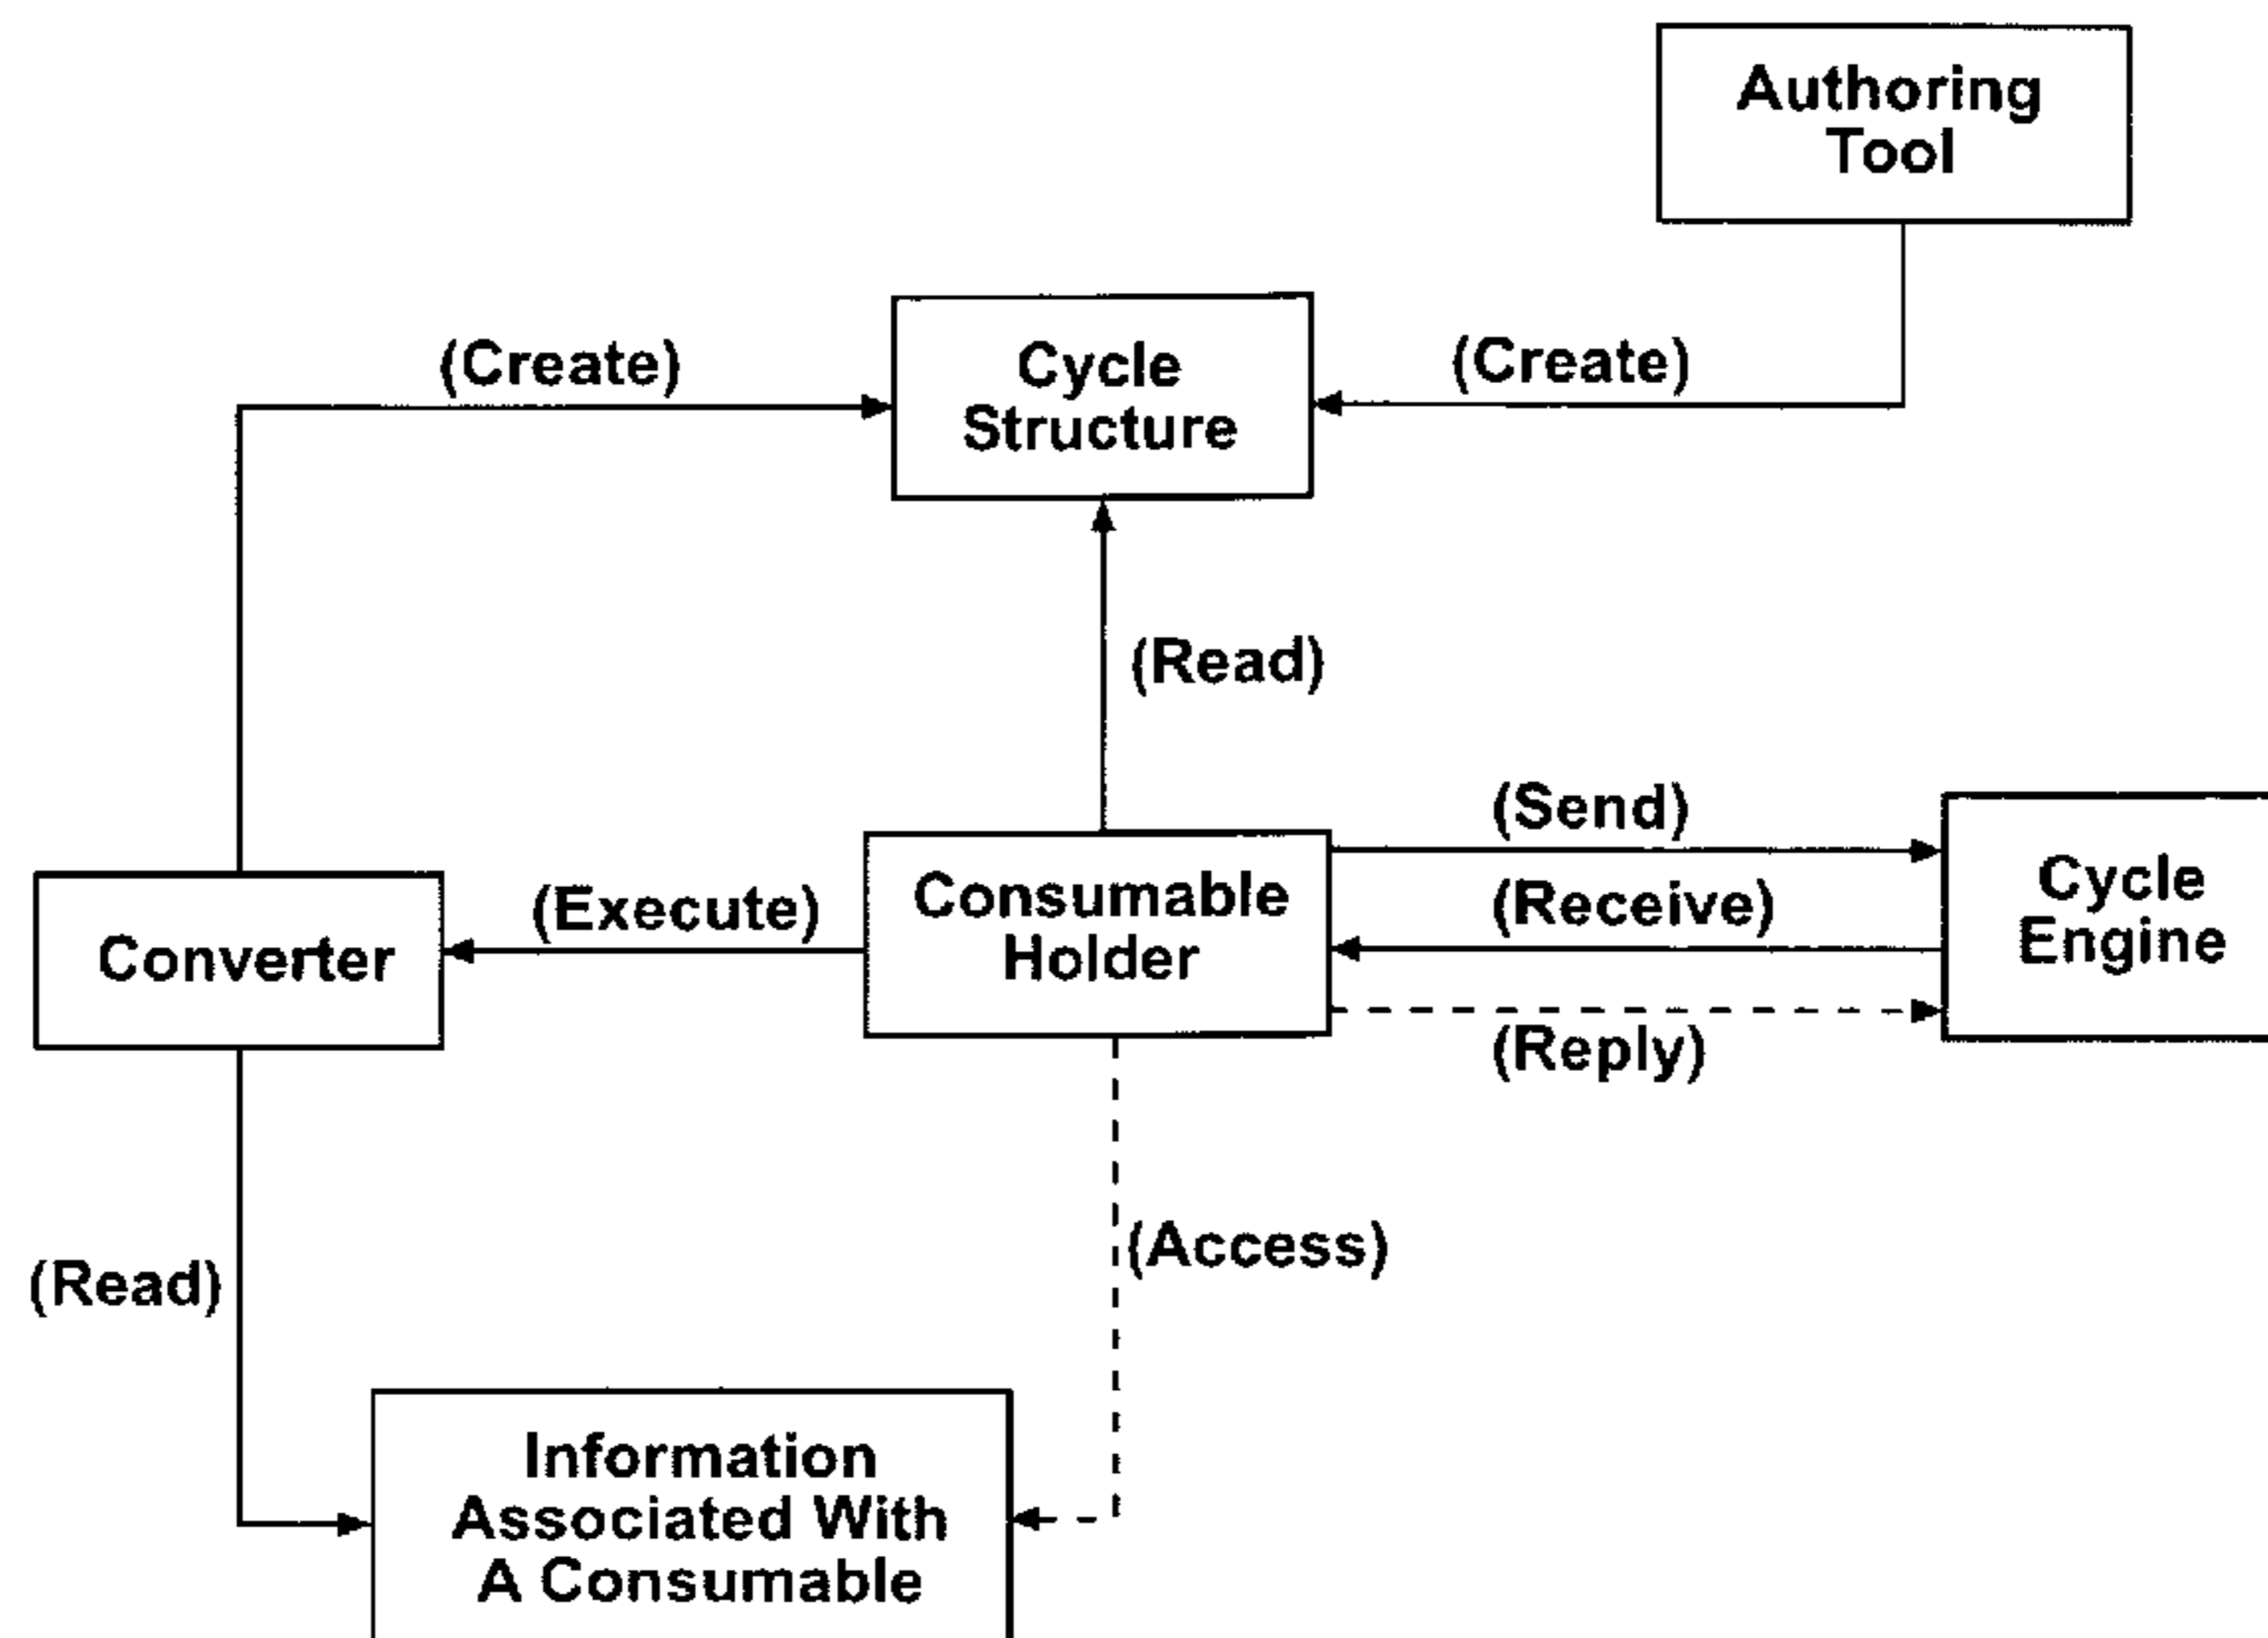 Authoring
Tool
(Create)
Cycle
Structure
(Create)
(Read)
(Send)
(Receive)
(Reply)
Cycle
Engine
Consumable
Holder
(Execute)
Converter
(Access)
(Read)
Information
Associated With
A Consumable